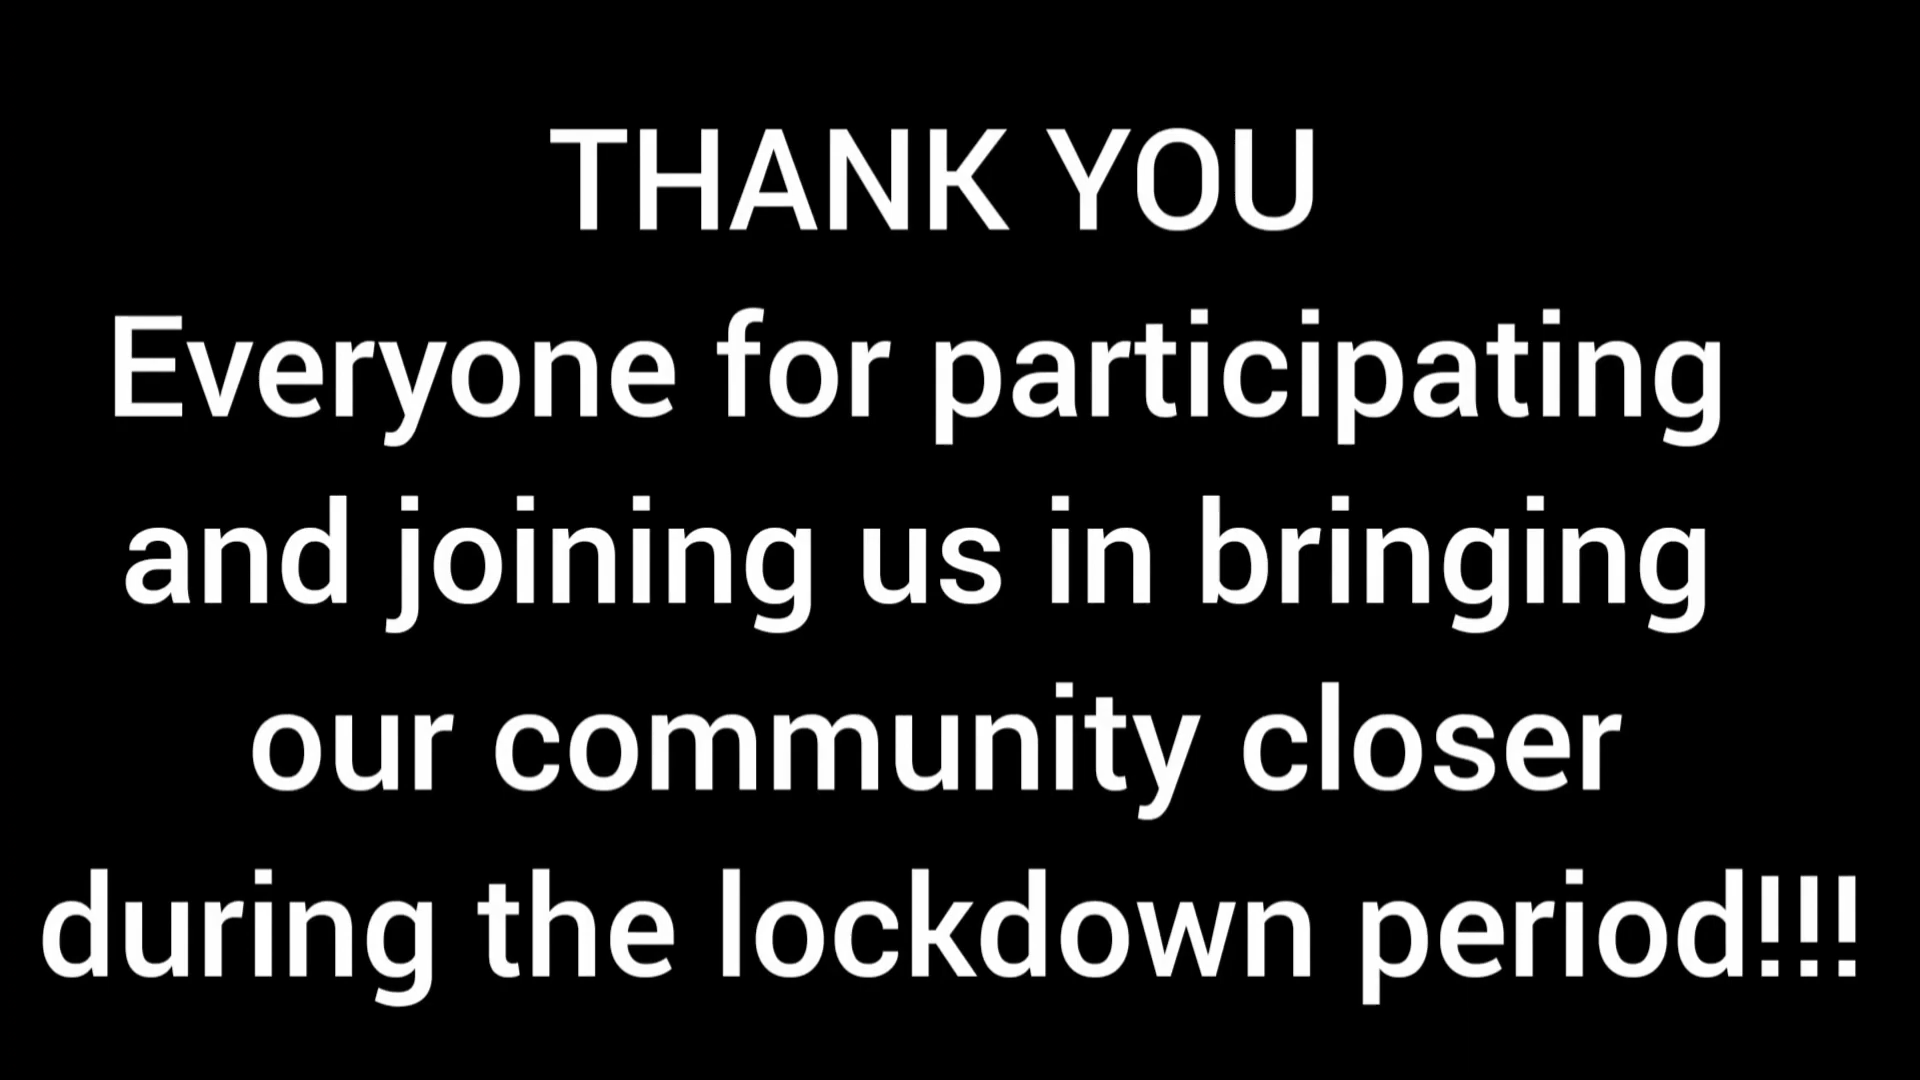 THANK YOU
Everyone for participating
and joining us in bringing
our community closer
during the lockdown period!!!